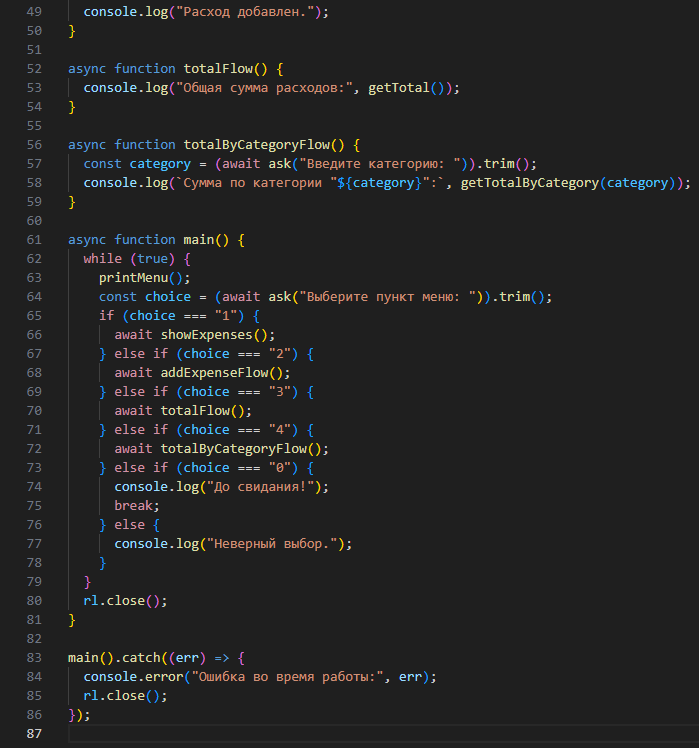 49 console.log("Расход добавлен.");
50 }
51
52 async function totalFlow() {
53   console.log("Общая сумма расходов:", getTotal());
54 }
55
56 async function totalByCategoryFlow() {
57   const category = (await ask("Введите категорию: ")).trim();
58   console.log(`Сумма по категории "${category}":`, getTotalByCategory(category));
59 }
60
61 async function main() {
62   while (true) {
63     printMenu();
64     const choice = (await ask("Выберите пункт меню: ")).trim();
65     if (choice === "1") {
66       await showExpenses();
67     } else if (choice === "2") {
68       await addExpenseFlow();
69     } else if (choice === "3") {
70       await totalFlow();
71     } else if (choice === "4") {
72       await totalByCategoryFlow();
73     } else if (choice === "0") {
74       console.log("До свидания!");
75       break;
76     } else {
77       console.log("Неверный выбор.");
78     }
79   }
80   rl.close();
81 }
82
83 main().catch((err) => {
84   console.error("Ошибка во время работы:", err);
85   rl.close();
86 });
87